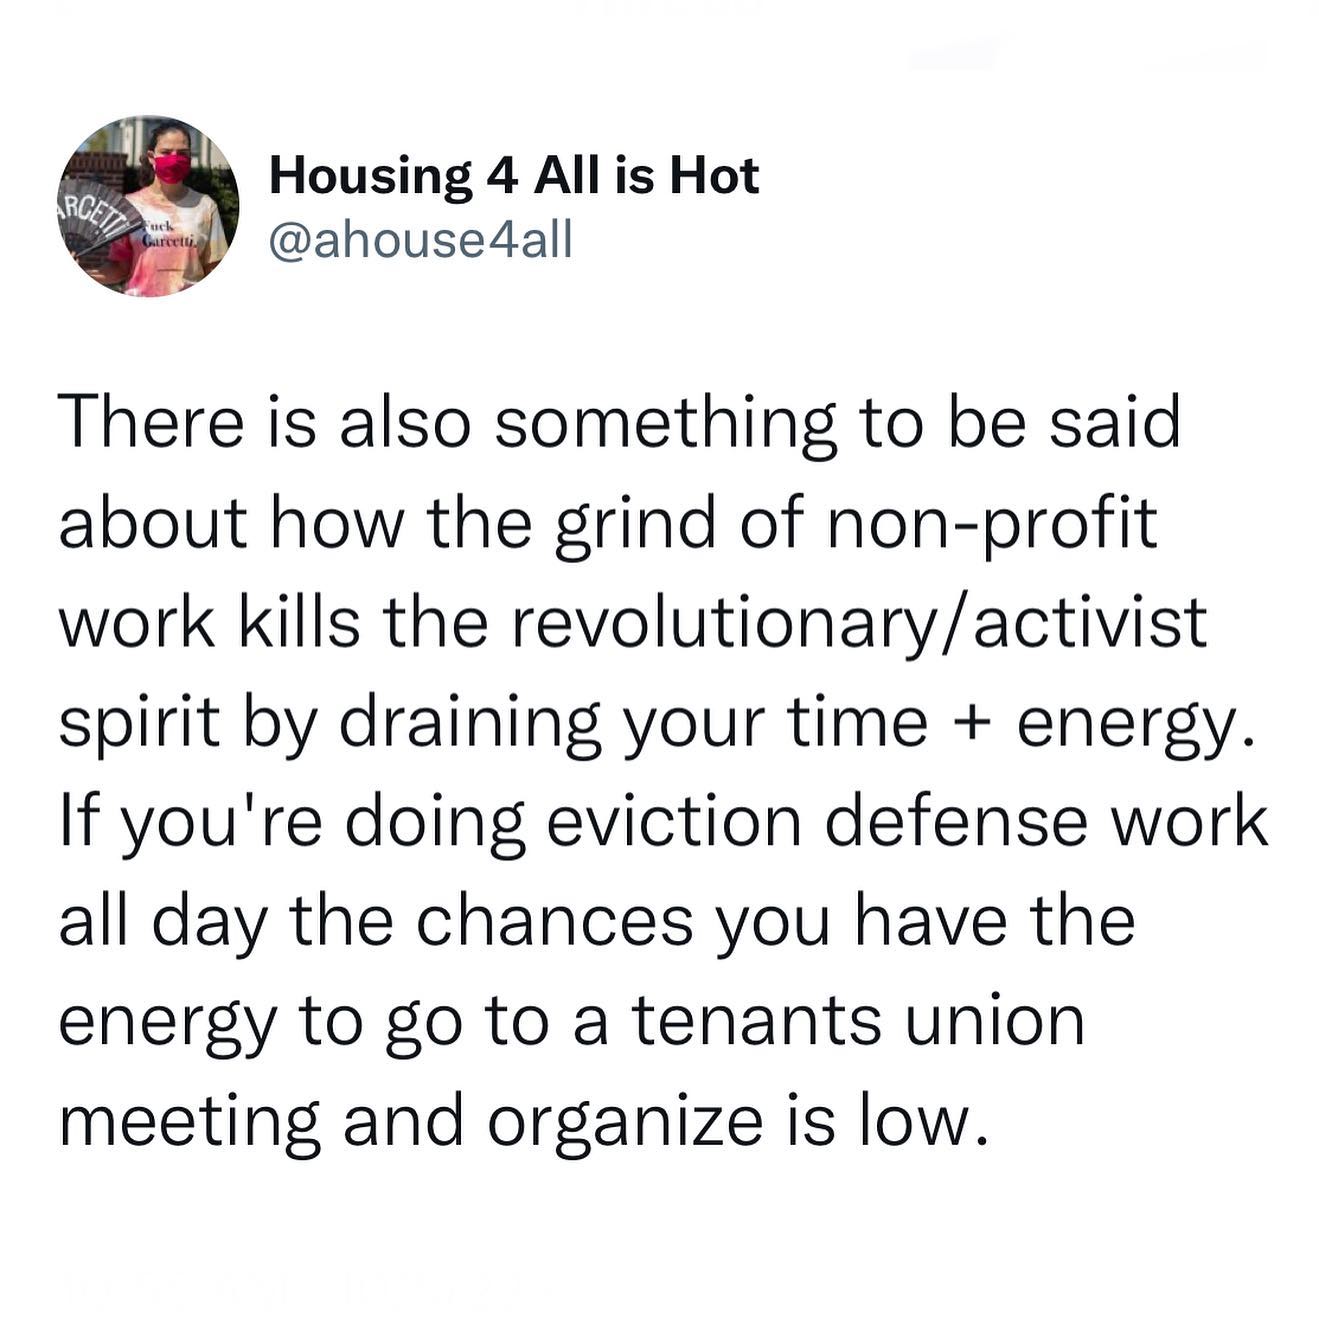 Housing 4 All is Hot
@ahouse4all
ARCETTI
Fuck
Garcetti.
There is also something to be said
about how the grind of non-profit
work kills the revolutionary/activist
spirit by draining your time + energy.
If you're doing eviction defense work
all day the chances you have the
energy to go to a tenants union
meeting and organize is low.